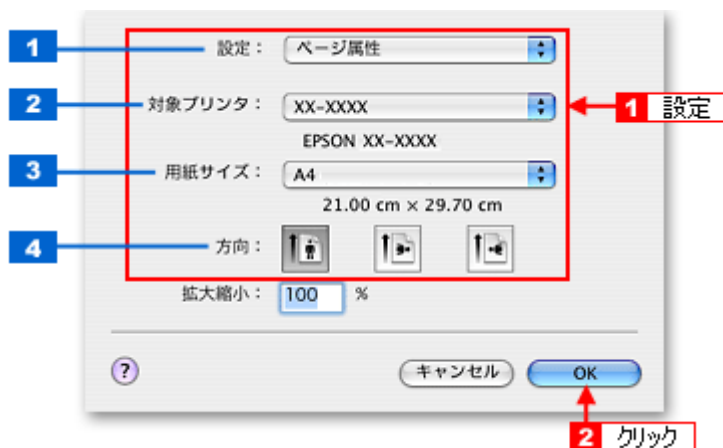 1 設定： ページ属性
2 対象プリンタ： XX-XXXX
1 設定
EPSON XX-XXXX
3 用紙サイズ： A4
21.00 cm × 29.70 cm
4 方向：
拡大縮小： 100 %
? キャンセル OK
2 クリック